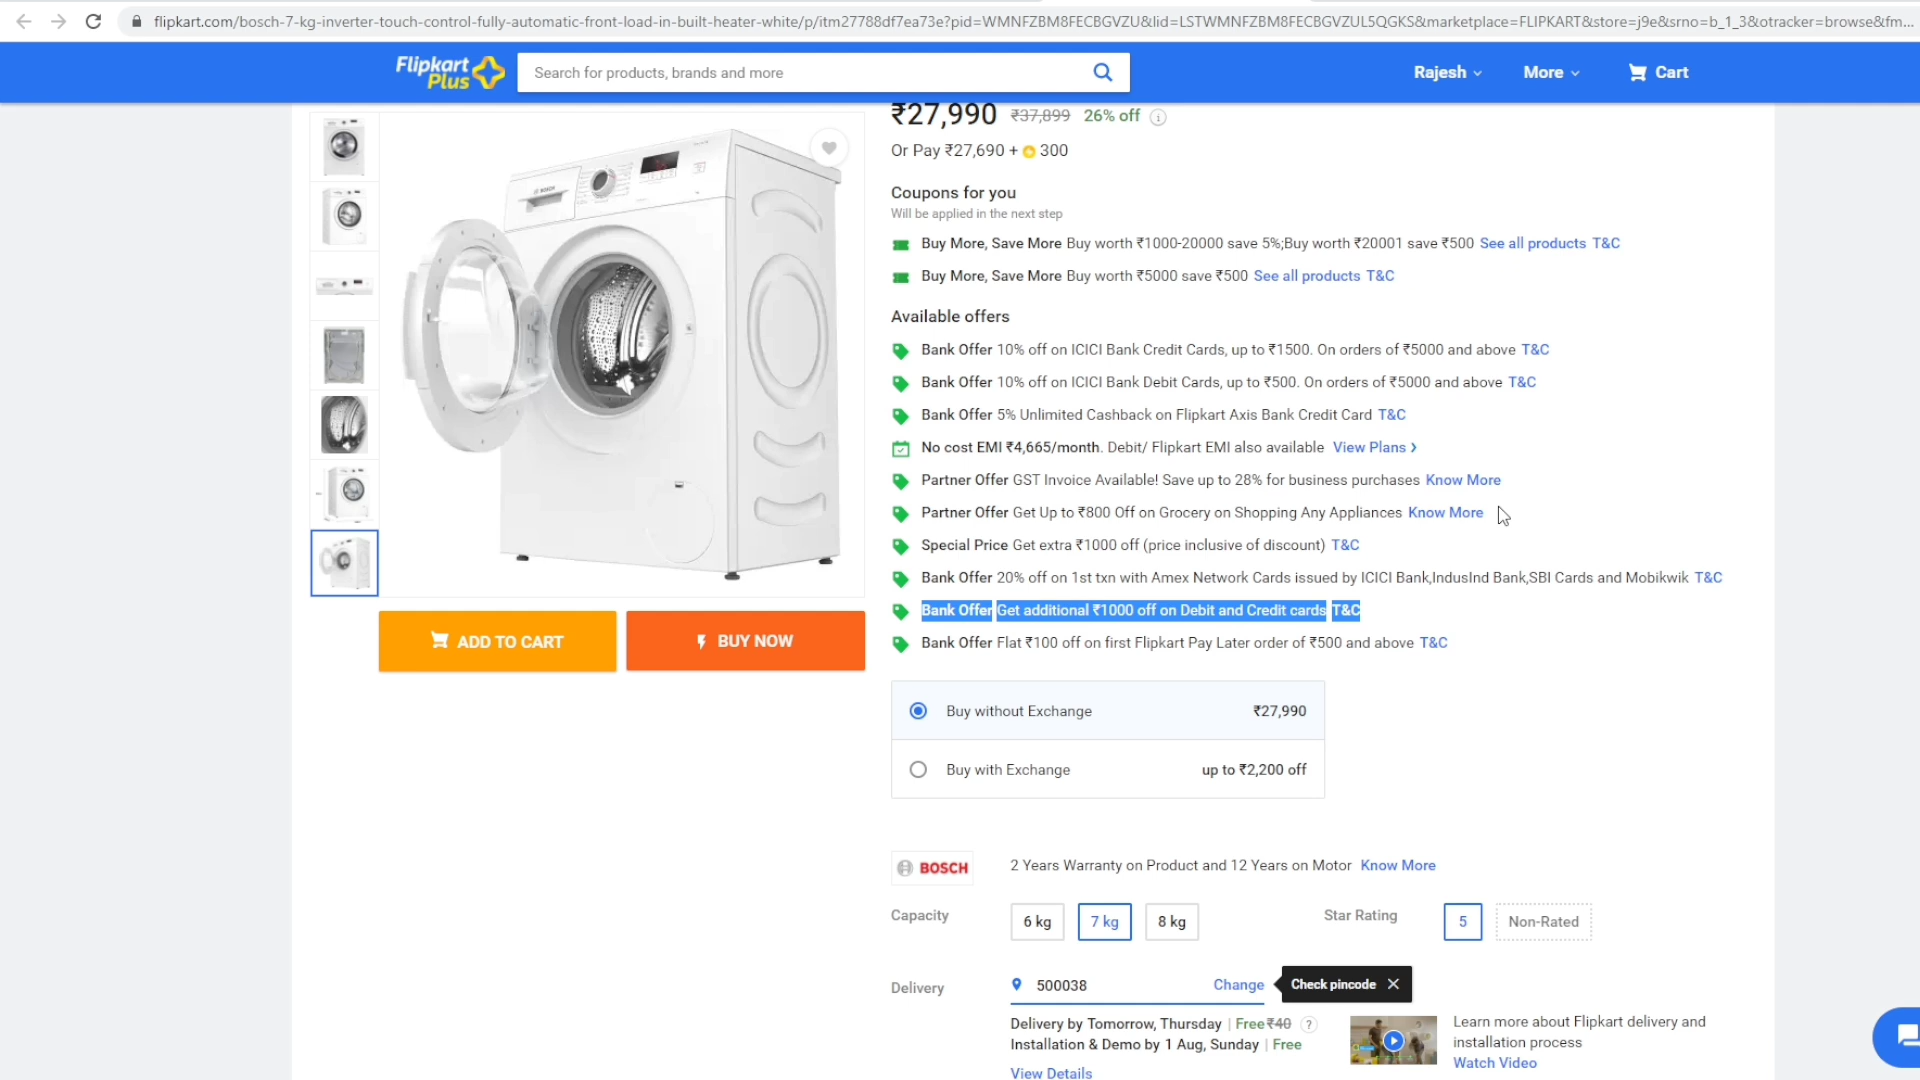 flipkart.com/bosch-7-kg-inverter-touch-control-fully-automatic-front-load-in-built-heater-white/p/itm27788df7ea73e?pid=WMNFZBM8FECBGVZU&lid=LSTWMNFZBM8FECBGVZUL5QGKS&marketplace=FLIPKART&store=j9e&srno=b_1_3&otracker=browse&fm...
Flipkart
Plus
Search for products, brands and more
Rajesh
More
Cart
₹27,990 ₹37,899 26% off
Or Pay ₹27,690 + 300
Coupons for you
Will be applied in the next step
Buy More, Save More Buy worth ₹1000-20000 save 5%;Buy worth ₹20001 save ₹500 See all products T&C
Buy More, Save More Buy worth ₹5000 save ₹500 See all products T&C
Available offers
Bank Offer 10% off on ICICI Bank Credit Cards, up to ₹1500. On orders of ₹5000 and above T&C
Bank Offer 10% off on ICICI Bank Debit Cards, up to ₹500. On orders of ₹5000 and above T&C
Bank Offer 5% Unlimited Cashback on Flipkart Axis Bank Credit Card T&C
No cost EMI ₹4,665/month. Debit/ Flipkart EMI also available View Plans >
Partner Offer GST Invoice Available! Save up to 28% for business purchases Know More
Partner Offer Get Up to ₹800 Off on Grocery on Shopping Any Appliances Know More
Special Price Get extra ₹1000 off (price inclusive of discount) T&C
Bank Offer 20% off on 1st txn with Amex Network Cards issued by ICICI Bank,IndusInd Bank,SBI Cards and Mobikwik T&C
Bank Offer Get additional ₹1000 off on Debit and Credit cards T&C
Bank Offer Flat ₹100 off on first Flipkart Pay Later order of ₹500 and above T&C
BOSCH
ADD TO CART
BUY NOW
Buy without Exchange ₹27,990
Buy with Exchange up to ₹2,200 off
BOSCH
2 Years Warranty on Product and 12 Years on Motor Know More
Capacity
6 kg
7 kg
8 kg
Star Rating
5
Non-Rated
Delivery
500038
Change
Check pincode ✕
Delivery by Tomorrow, Thursday | Free ₹40 ?
Installation & Demo by 1 Aug, Sunday | Free
View Details
Learn more about Flipkart delivery and
installation process
Watch Video